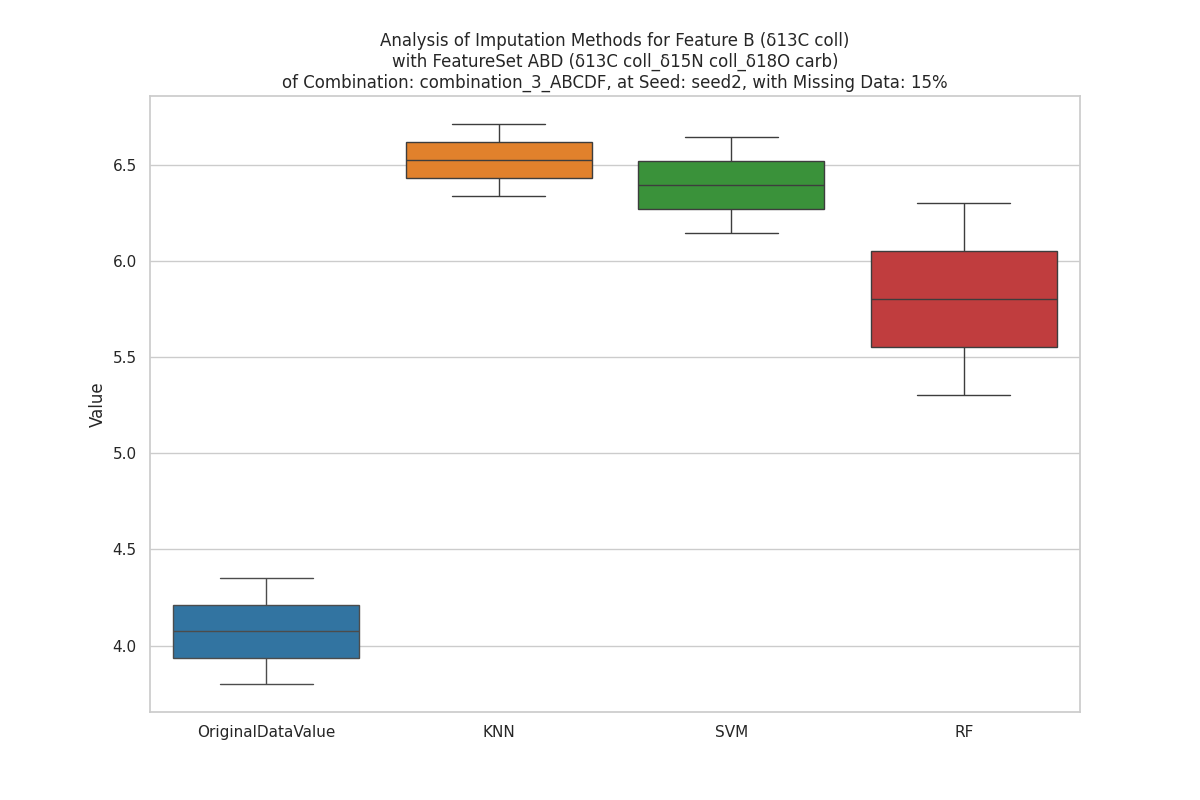 Analysis of Imputation Methods for Feature B (δ13C coll)
with FeatureSet ABD (δ13C coll_δ15N coll_δ18O carb)
of Combination: combination_3_ABCDF, at Seed: seed2, with Missing Data: 15%
6.5
6.0
5.5
5.0
4.5
4.0
Value
OriginalDataValue KNN SVM RF